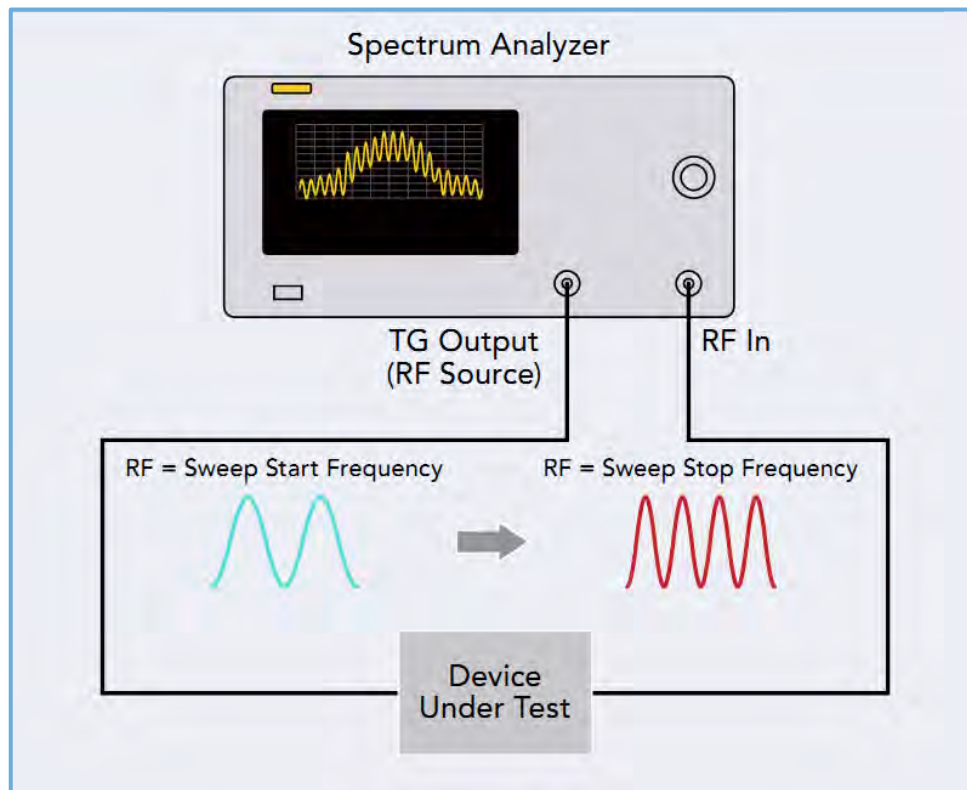 Spectrum Analyzer
TG Output
(RF Source)
RF In
RF = Sweep Start Frequency
RF = Sweep Stop Frequency
Device
Under Test